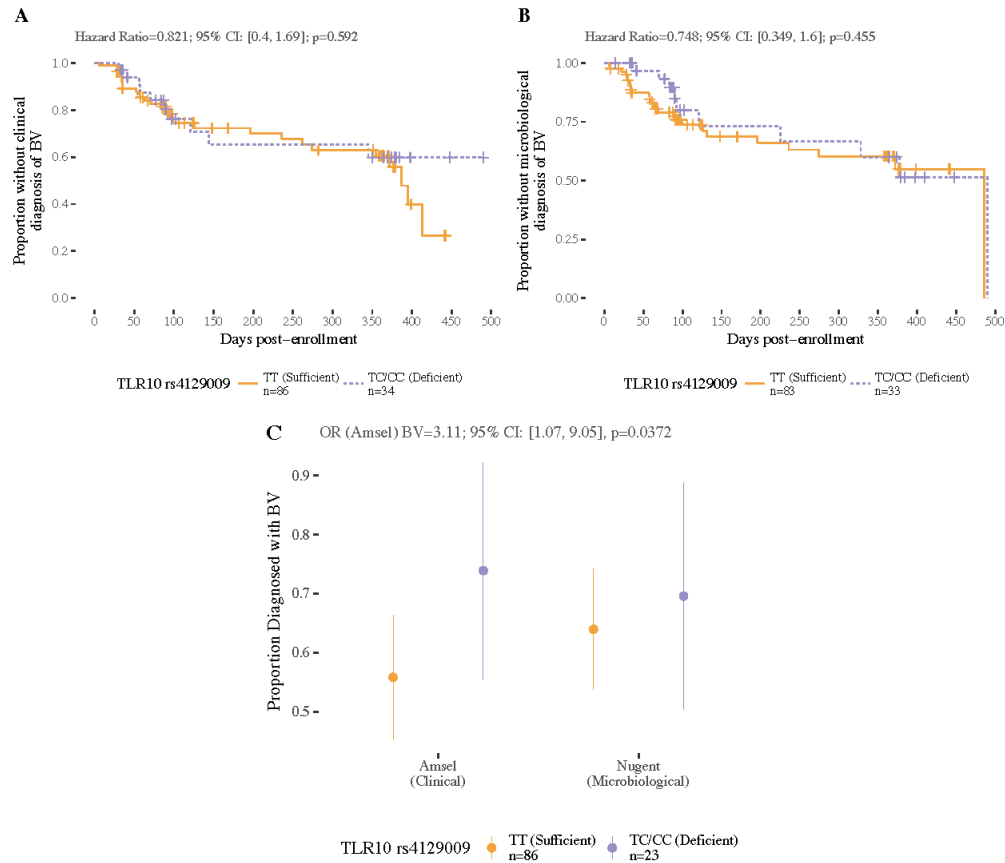 A
Hazard Ratio=0.821; 95% CI: [0.4, 1.69]; p=0.592
Proportion without clinical
diagnosis of BV
1.0
0.8
0.6
0.4
0.2
0.0
0 50 100 150 200 250 300 350 400 450 500
Days post−enrollment
TLR10 rs4129009
TT (Sufficient)
n=86
TC/CC (Deficient)
n=34
B
Hazard Ratio=0.748; 95% CI: [0.349, 1.6]; p=0.455
Proportion without microbiological
diagnosis of BV
1.00
0.75
0.50
0.25
0.00
0 50 100 150 200 250 300 350 400 450 500
Days post−enrollment
TLR10 rs4129009
TT (Sufficient)
n=83
TC/CC (Deficient)
n=33
C
OR (Amsel) BV=3.11; 95% CI: [1.07, 9.05], p=0.0372
Proportion Diagnosed with BV
0.9
0.8
0.7
0.6
0.5
Amsel
(Clinical)
Nugent
(Microbiological)
TLR10 rs4129009
TT (Sufficient)
n=86
TC/CC (Deficient)
n=23